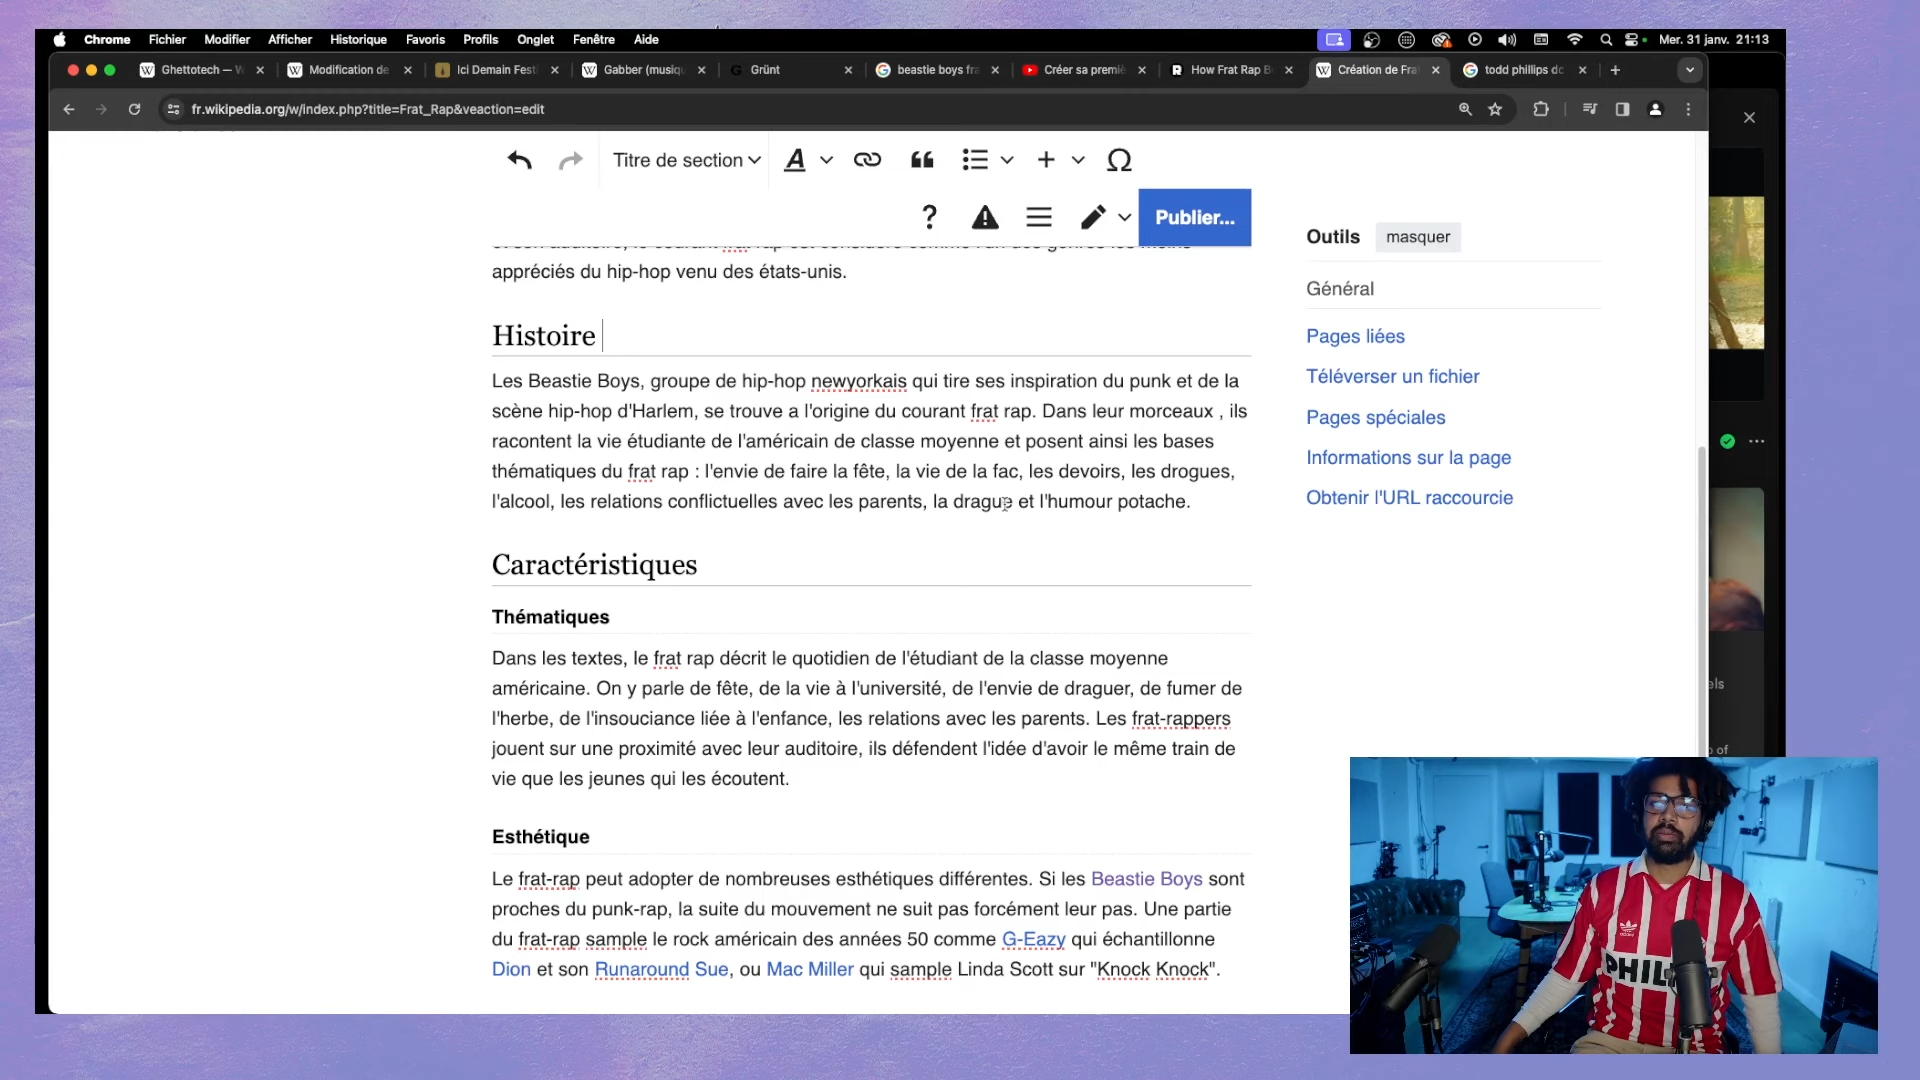 Chrome Fichier Modifier Afficher Historique Favoris Profils Onglet Fenêtre Aide Mer. 31 janv. 21:13
Ghettotech — W Modification de Ici Demain Fest Gabber (musiqu Grünt beastie boys fra Créer sa premiè How Frat Rap B Création de Fra todd phillips do
fr.wikipedia.org/w/index.php?title=Frat_Rap&veaction=edit
Titre de section
Publier...
appréciés du hip-hop venu des états-unis.
Histoire
Les Beastie Boys, groupe de hip-hop newyorkais qui tire ses inspiration du punk et de la
scène hip-hop d'Harlem, se trouve a l'origine du courant frat rap. Dans leur morceaux , ils
racontent la vie étudiante de l'américain de classe moyenne et posent ainsi les bases
thématiques du frat rap : l'envie de faire la fête, la vie de la fac, les devoirs, les drogues,
l'alcool, les relations conflictuelles avec les parents, la drague et l'humour potache.
Caractéristiques
Thématiques
Dans les textes, le frat rap décrit le quotidien de l'étudiant de la classe moyenne
américaine. On y parle de fête, de la vie à l'université, de l'envie de draguer, de fumer de
l'herbe, de l'insouciance liée à l'enfance, les relations avec les parents. Les frat-rappers
jouent sur une proximité avec leur auditoire, ils défendent l'idée d'avoir le même train de
vie que les jeunes qui les écoutent.
Esthétique
Le frat-rap peut adopter de nombreuses esthétiques différentes. Si les Beastie Boys sont
proches du punk-rap, la suite du mouvement ne suit pas forcément leur pas. Une partie
du frat-rap sample le rock américain des années 50 comme G-Eazy qui échantillonne
Dion et son Runaround Sue, ou Mac Miller qui sample Linda Scott sur "Knock Knock".
Outils masquer
Général
Pages liées
Téléverser un fichier
Pages spéciales
Informations sur la page
Obtenir l'URL raccourcie
els
o of
adidas
PHILI